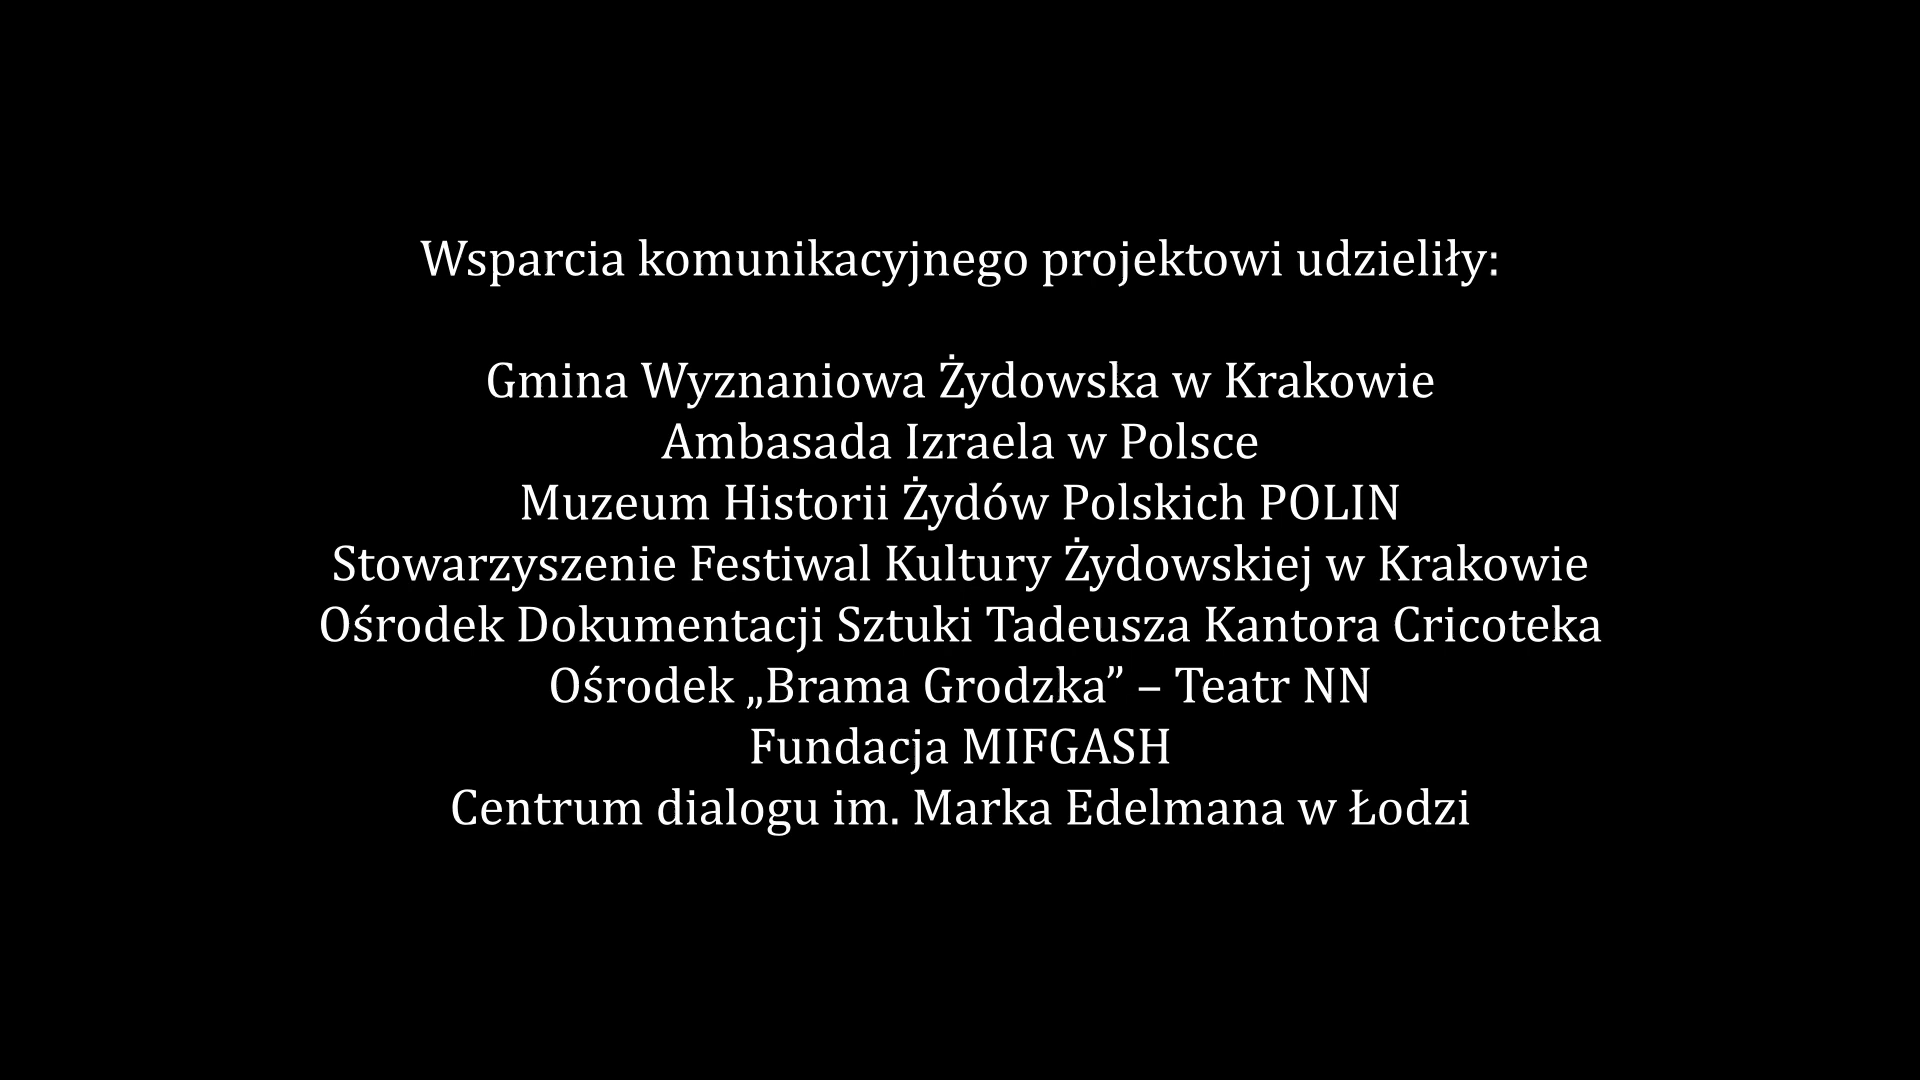 Wsparcia komunikacyjnego projektowi udzieliły:
Gmina Wyznaniowa Żydowska w Krakowie
Ambasada Izraela w Polsce
Muzeum Historii Żydów Polskich POLIN
Stowarzyszenie Festiwal Kultury Żydowskiej w Krakowie
Ośrodek Dokumentacji Sztuki Tadeusza Kantora Cricoteka
Ośrodek „Brama Grodzka” – Teatr NN
Fundacja MIFGASH
Centrum dialogu im. Marka Edelmana w Łodzi